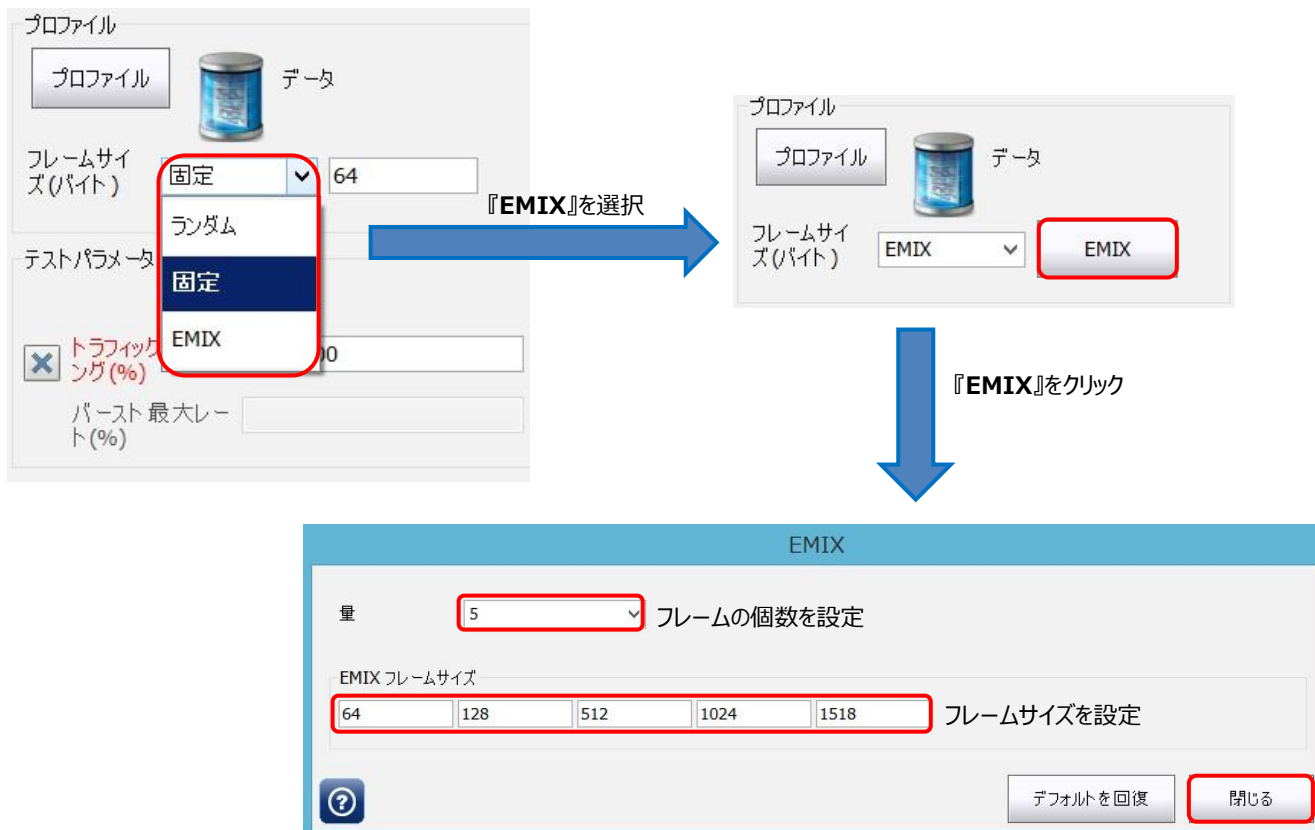 プロファイル
プロファイル
データ
フレームサイ
ズ(バイト)
固定
64
ランダム
固定
EMIX
テストパラメータ
トラフィック
ング(%)
00
バースト最大レー
ト(%)
『EMIX』を選択
プロファイル
プロファイル
データ
フレームサイ
ズ(バイト)
EMIX
EMIX
『EMIX』をクリック
EMIX
量
5
フレームの個数を設定
EMIX フレームサイズ
64 128 512 1024 1518
フレームサイズを設定
?
デフォルトを回復
閉じる